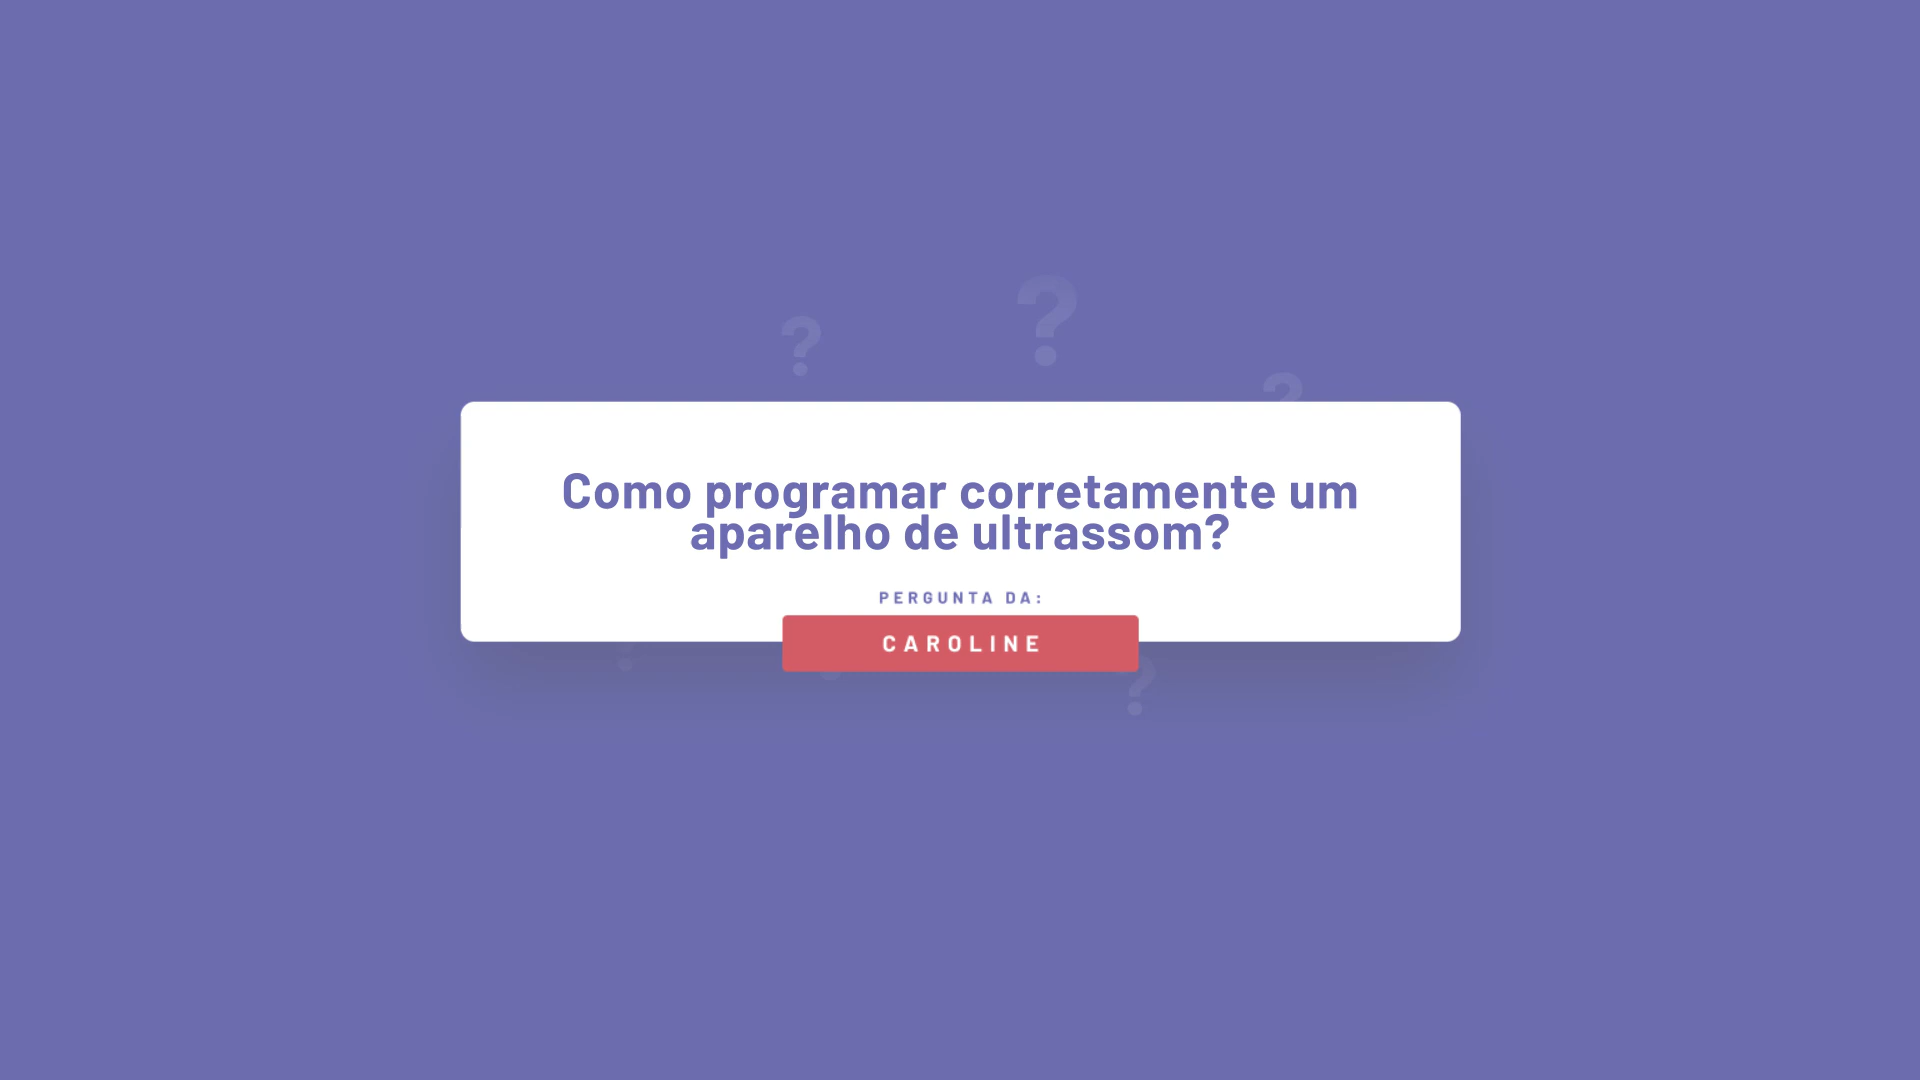 Como programar corretamente um
aparelho de ultrassom?
PERGUNTA DA:
CAROLINE